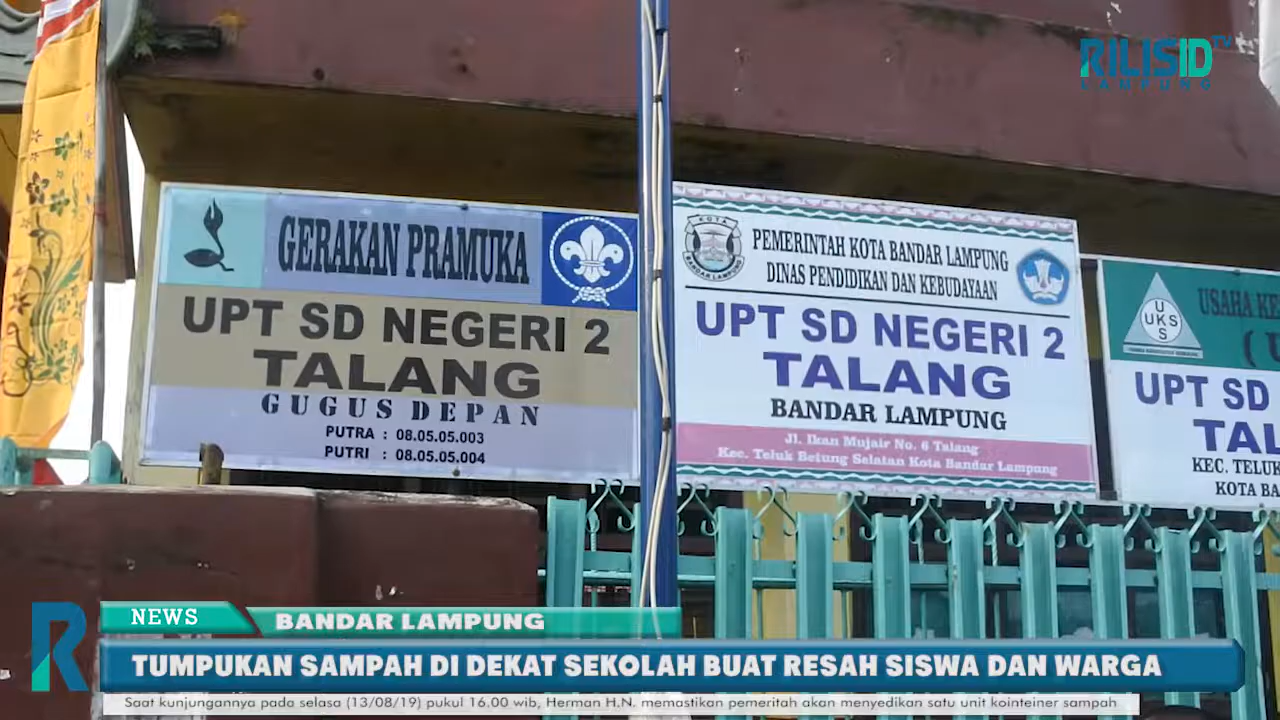 RILISID TV
LAMPUNG
GERAKAN PRAMUKA
UPT SD NEGERI 2
TALANG
GUGUS DEPAN
PUTRA : 08.05.05.003
PUTRI : 08.05.05.004
KOTA
BANDAR LAMPUNG
PEMERINTAH KOTA BANDAR LAMPUNG
DINAS PENDIDIKAN DAN KEBUDAYAAN
UPT SD NEGERI 2
TALANG
BANDAR LAMPUNG
Jl. Ikan Mujair No. 6 Talang
Kec. Teluk Betung Selatan Kota Bandar Lampung
U
UKS
S
USAHA KE
( U
UPT SD
TAL
KEC. TELUK
KOTA BA
NEWS
BANDAR LAMPUNG
TUMPUKAN SAMPAH DI DEKAT SEKOLAH BUAT RESAH SISWA DAN WARGA
Saat kunjungannya pada selasa (13/08/19) pukul 16.00 wib, Herman H.N. memastikan pemeritah akan menyedikan satu unit kointeiner sampah